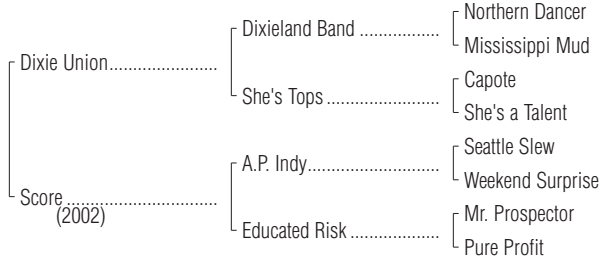 Northern Dancer
Dixieland Band ..................
Mississippi Mud
Dixie Union.........................
Capote
She's Tops .........................
She's a Talent
Seattle Slew
A.P. Indy..............................
Weekend Surprise
Score ...................................
(2002)
Mr. Prospector
Educated Risk ....................
Pure Profit